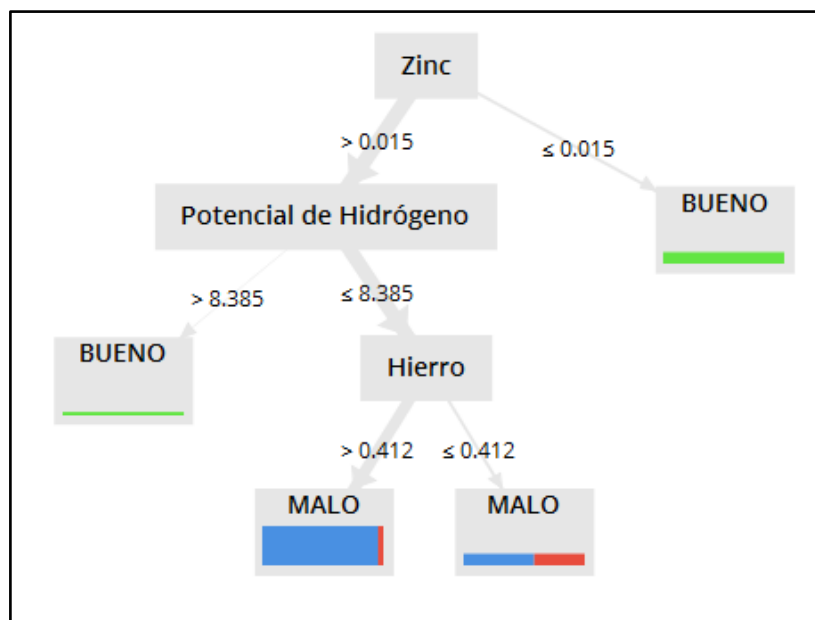 Zinc
> 0.015
≤ 0.015
Potencial de Hidrógeno
BUENO
> 8.385
≤ 8.385
BUENO
Hierro
> 0.412
≤ 0.412
MALO
MALO